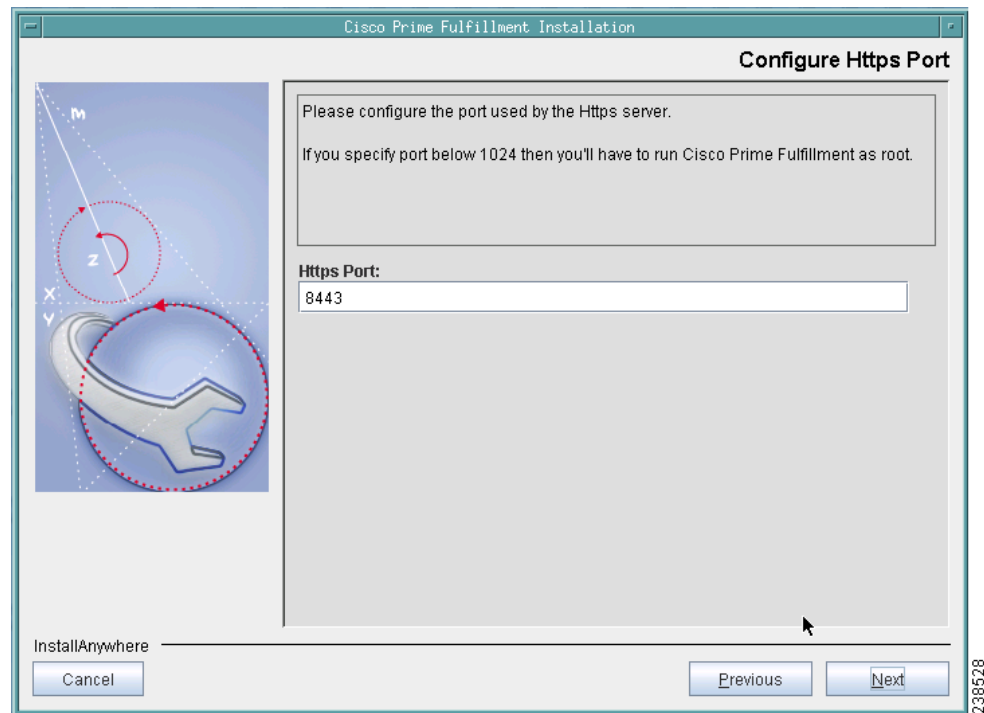 Cisco Prime Fulfillment Installation
Configure Https Port
m
z
X
Y
Please configure the port used by the Https server.
If you specify port below 1024 then you'll have to run Cisco Prime Fulfillment as root.
Https Port:
8443
InstallAnywhere
Cancel
Previous
Next
238528